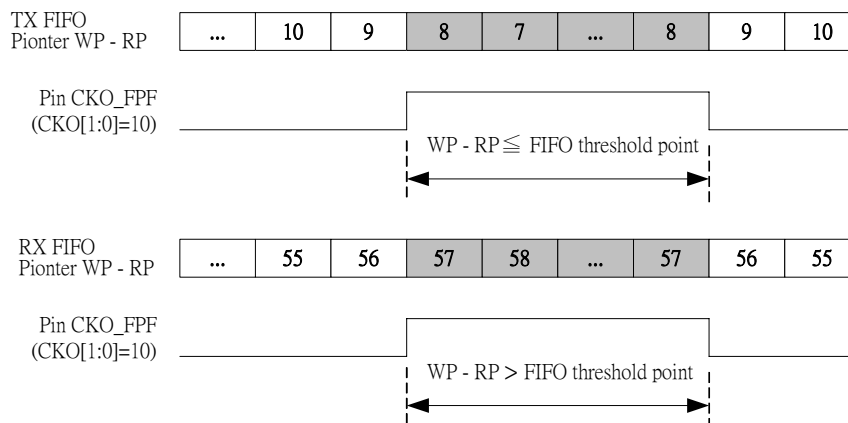 TX FIFO
Pionter WP - RP
... 10 9 8 7 ... 8 9 10
Pin CKO_FPF
(CKO[1:0]=10)
WP - RP ≦ FIFO threshold point
RX FIFO
Pionter WP - RP
... 55 56 57 58 ... 57 56 55
Pin CKO_FPF
(CKO[1:0]=10)
WP - RP > FIFO threshold point